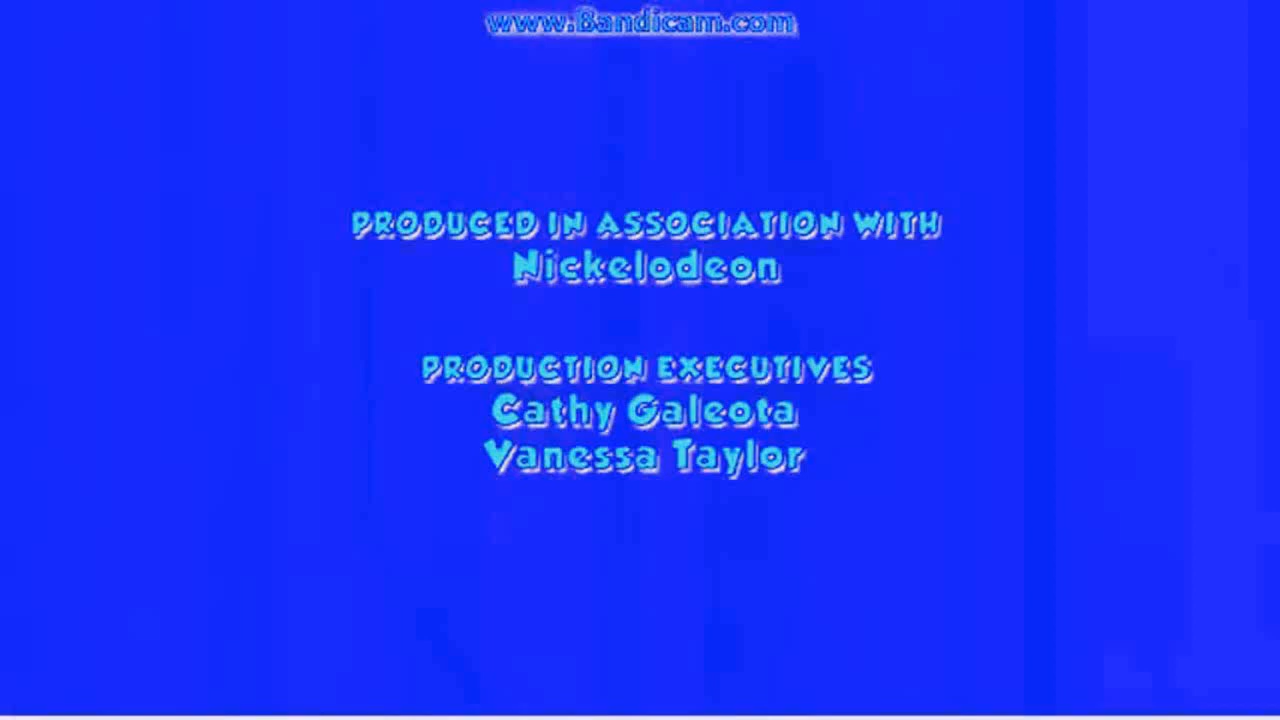 www.Bandicam.com
PRODUCED IN ASSOCIATION WITH
Nickelodeon
PRODUCTION EXECUTIVES
Cathy Galeota
Vanessa Taylor